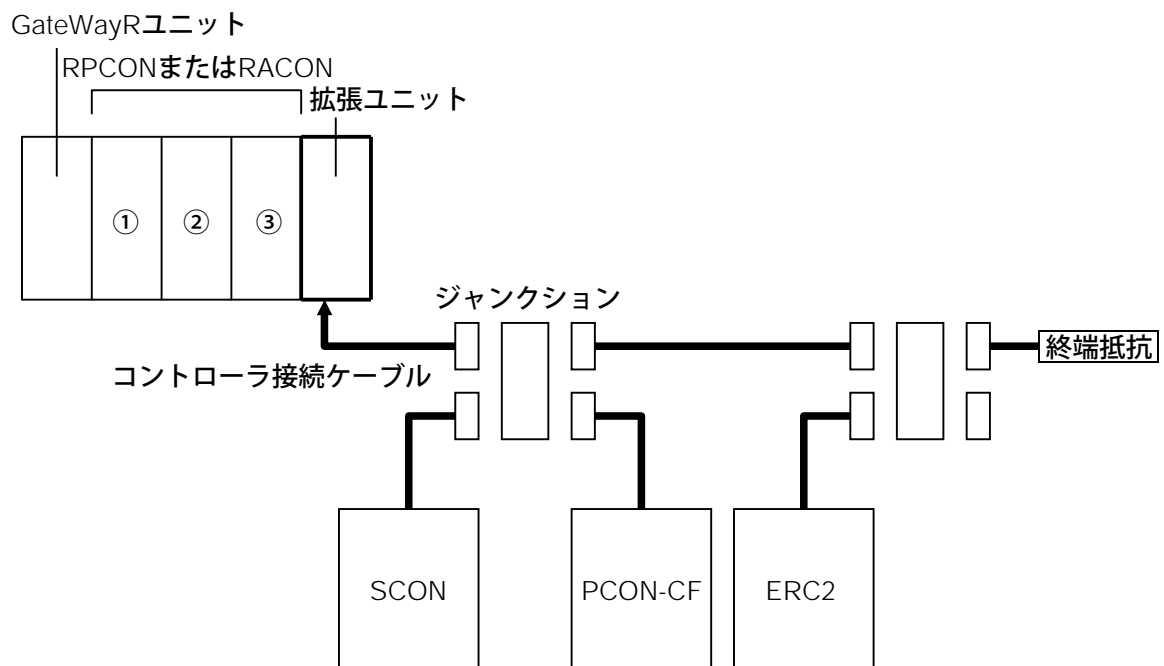 GateWayRユニット
RPCONまたはRACON
拡張ユニット
① ② ③
ジャンクション
終端抵抗
コントローラ接続ケーブル
SCON PCON-CF ERC2